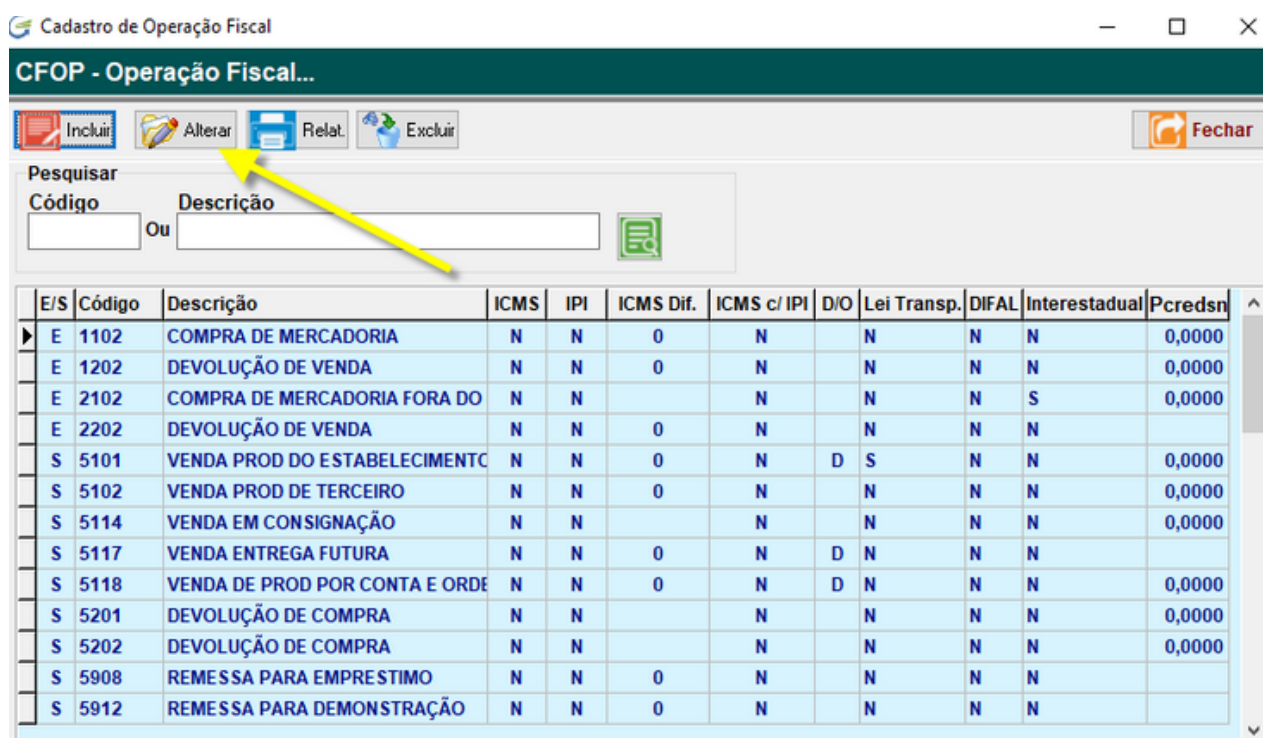 Cadastro de Operação Fiscal
CFOP - Operação Fiscal...
Incluir Alterar Relat. Excluir Fechar
Pesquisar
Código Descrição
Ou
E/S Código Descrição ICMS IPI ICMS Dif. ICMS c/ IPI D/O Lei Transp. DIFAL Interestadual Pcredsn
E 1102 COMPRA DE MERCADORIA N N 0 N N N N 0,0000
E 1202 DEVOLUÇÃO DE VENDA N N 0 N N N N 0,0000
E 2102 COMPRA DE MERCADORIA FORA DO N N N N N S 0,0000
E 2202 DEVOLUÇÃO DE VENDA N N 0 N N N N
S 5101 VENDA PROD DO ESTABELECIMENTO N N 0 N D S N N 0,0000
S 5102 VENDA PROD DE TERCEIRO N N 0 N N N N 0,0000
S 5114 VENDA EM CONSIGNAÇÃO N N N N N N 0,0000
S 5117 VENDA ENTREGA FUTURA N N 0 N D N N N
S 5118 VENDA DE PROD POR CONTA E ORDE N N 0 N D N N N 0,0000
S 5201 DEVOLUÇÃO DE COMPRA N N N N N N 0,0000
S 5202 DEVOLUÇÃO DE COMPRA N N N N N N 0,0000
S 5908 REMESSA PARA EMPRESTIMO N N 0 N N N N
S 5912 REMESSA PARA DEMONSTRAÇÃO N N 0 N N N N